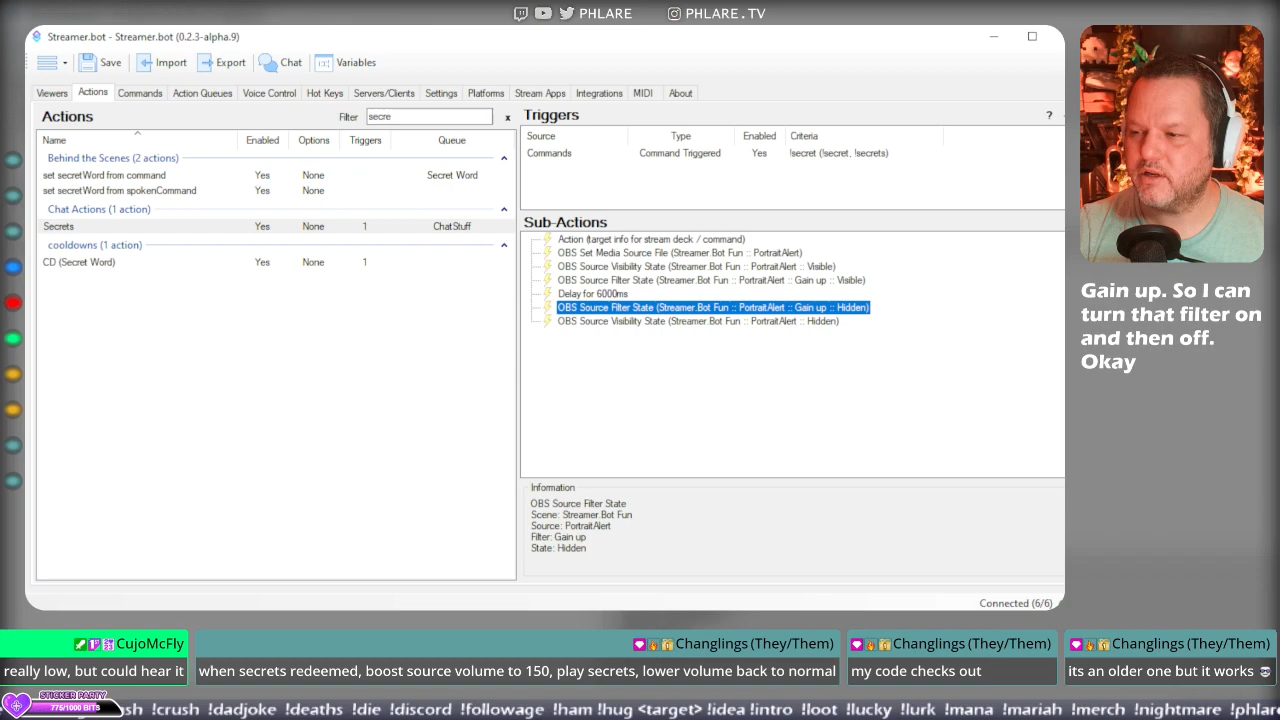 PHLARE PHLARE.TV
Streamer.bot - Streamer.bot (0.2.3-alpha.9)
Save Import Export Chat Variables
Viewers Actions Commands Action Queues Voice Control Hot Keys Servers/Clients Settings Platforms Stream Apps Integrations MIDI About
Actions
Filter secre x
Name Enabled Options Triggers Queue
Behind the Scenes (2 actions)
set secretWord from command Yes None Secret Word
set secretWord from spokenCommand Yes None
Chat Actions (1 action)
Secrets Yes None 1 ChatStuff
cooldowns (1 action)
CD (Secret Word) Yes None 1
Triggers ?
Source Type Enabled Criteria
Commands Command Triggered Yes !secret (!secret, !secrets)
Sub-Actions
Action (target info for stream deck / command)
OBS Set Media Source File (Streamer.Bot Fun :: PortraitAlert)
OBS Source Visibility State (Streamer.Bot Fun :: PortraitAlert :: Visible)
OBS Source Filter State (Streamer.Bot Fun :: PortraitAlert :: Gain up :: Visible)
Delay for 6000ms
OBS Source Filter State (Streamer.Bot Fun :: PortraitAlert :: Gain up :: Hidden)
OBS Source Visibility State (Streamer.Bot Fun :: PortraitAlert :: Hidden)
Information
OBS Source Filter State
Scene: Streamer.Bot Fun
Source: PortraitAlert
Filter: Gain up
State: Hidden
Connected (6/6)
Gain up. So I can
turn that filter on
and then off.
Okay
CujoMcFly
really low, but could hear it
Changlings (They/Them)
when secrets redeemed, boost source volume to 150, play secrets, lower volume back to normal
Changlings (They/Them)
my code checks out
Changlings (They/Them)
its an older one but it works
STICKER PARTY
775/1000 BITS
!crush !dadjoke !deaths !die !discord !followage !ham !hug <target> !idea !intro !loot !lucky !lurk !mana !mariah !merch !nightmare